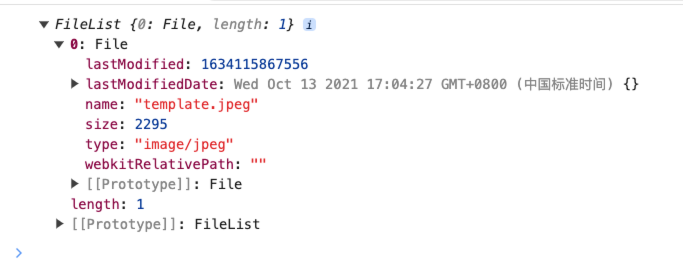 FileList {0: File, length: 1} i
0: File
lastModified: 1634115867556
lastModifiedDate: Wed Oct 13 2021 17:04:27 GMT+0800 (中国标准时间) {}
name: "template.jpeg"
size: 2295
type: "image/jpeg"
webkitRelativePath: ""
[[Prototype]]: File
length: 1
[[Prototype]]: FileList